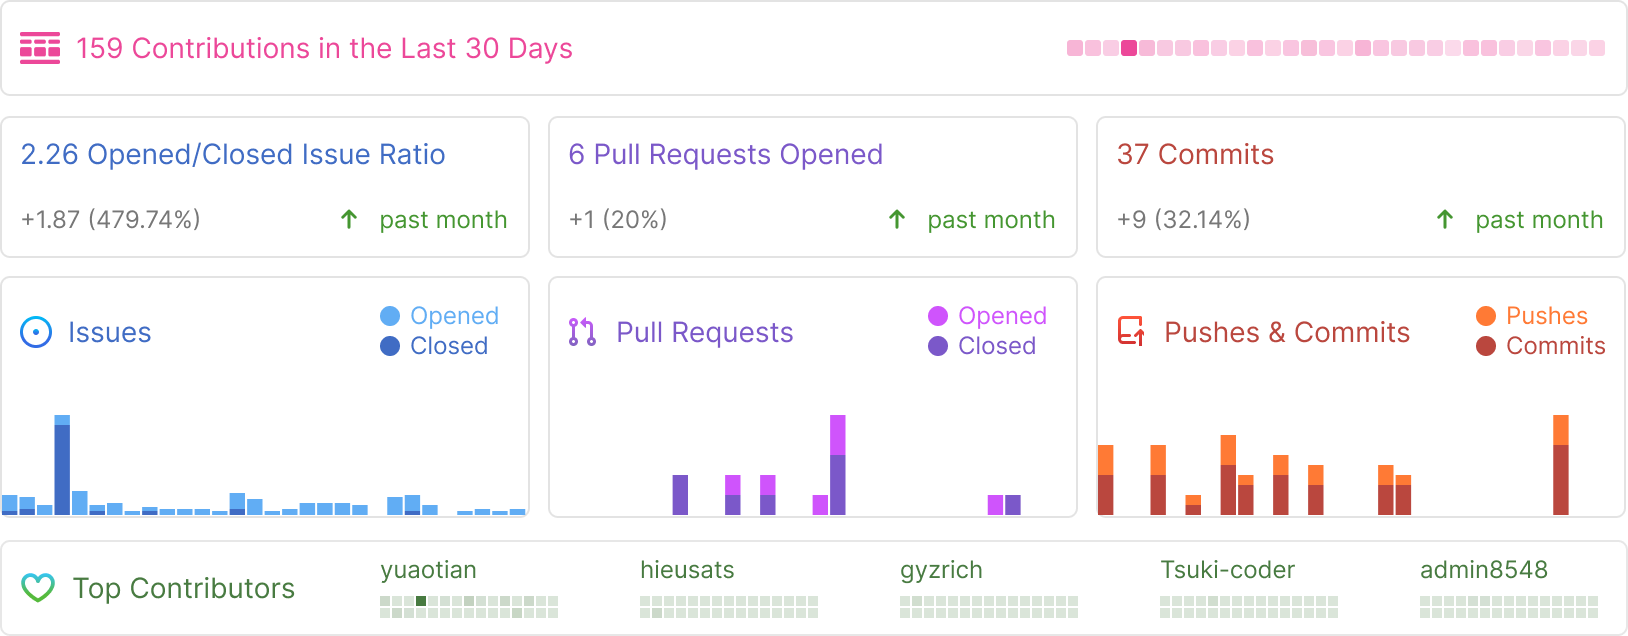 159 Contributions in the Last 30 Days
2.26 Opened/Closed Issue Ratio
+1.87 (479.74%) ↑ past month
6 Pull Requests Opened
+1 (20%) ↑ past month
37 Commits
+9 (32.14%) ↑ past month
Issues
Opened
Closed
Pull Requests
Opened
Closed
Pushes & Commits
Pushes
Commits
Top Contributors
yuaotian
hieusats
gyzrich
Tsuki-coder
admin8548